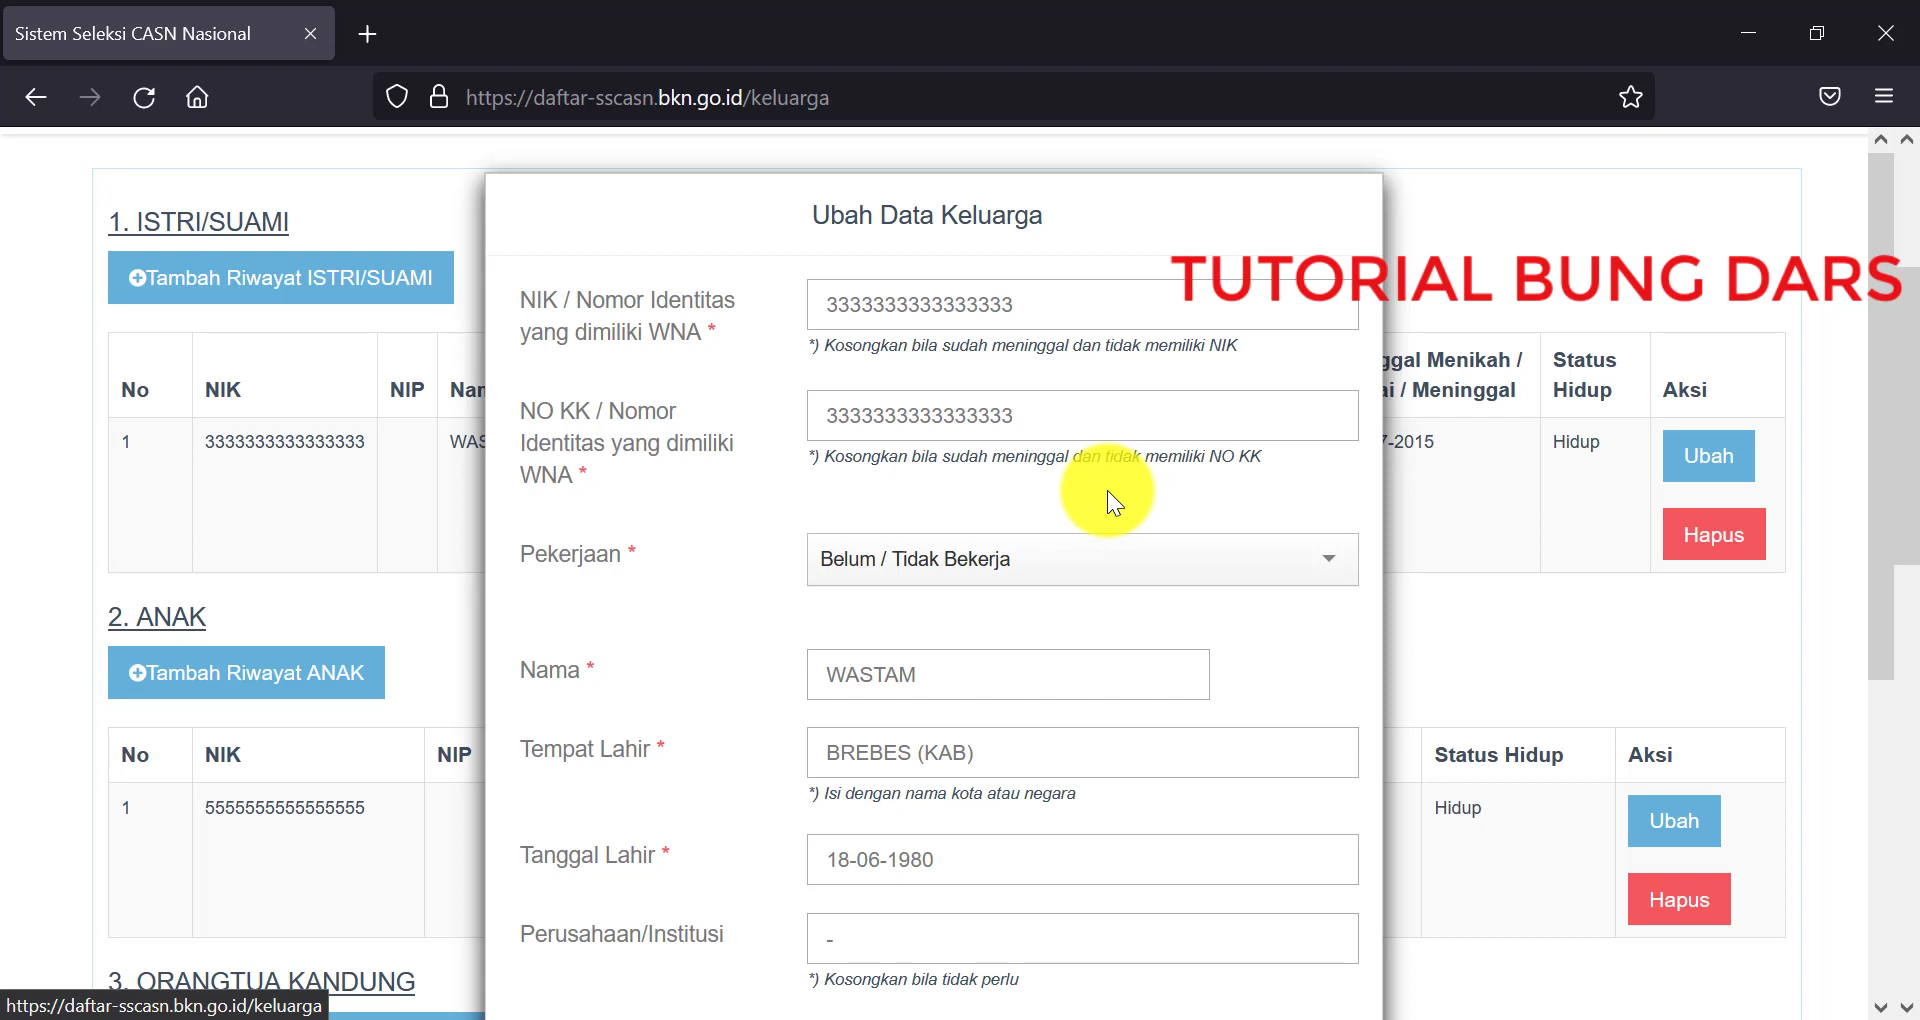 Sistem Seleksi CASN Nasional
https://daftar-sscasn.bkn.go.id/keluarga
1. ISTRI/SUAMI
Tambah Riwayat ISTRI/SUAMI
No NIK NIP
1 3333333333333333
Status Hidup Aksi
Menikah /
/ Meninggal
-2015 Hidup Ubah
Hapus
2. ANAK
Tambah Riwayat ANAK
No NIK NIP Status Hidup Aksi
1 5555555555555555 Hidup Ubah
Hapus
3. ORANGTUA KANDUNG
Ubah Data Keluarga
TUTORIAL BUNG DARS
NIK / Nomor Identitas
yang dimiliki WNA *
3333333333333333
*) Kosongkan bila sudah meninggal dan tidak memiliki NIK
NO KK / Nomor
Identitas yang dimiliki
WNA *
3333333333333333
*) Kosongkan bila sudah meninggal dan tidak memiliki NO KK
Pekerjaan *
Belum / Tidak Bekerja
Nama *
WASTAM
Tempat Lahir *
BREBES (KAB)
*) Isi dengan nama kota atau negara
Tanggal Lahir *
18-06-1980
Perusahaan/Institusi
-
*) Kosongkan bila tidak perlu
https://daftar-sscasn.bkn.go.id/keluarga